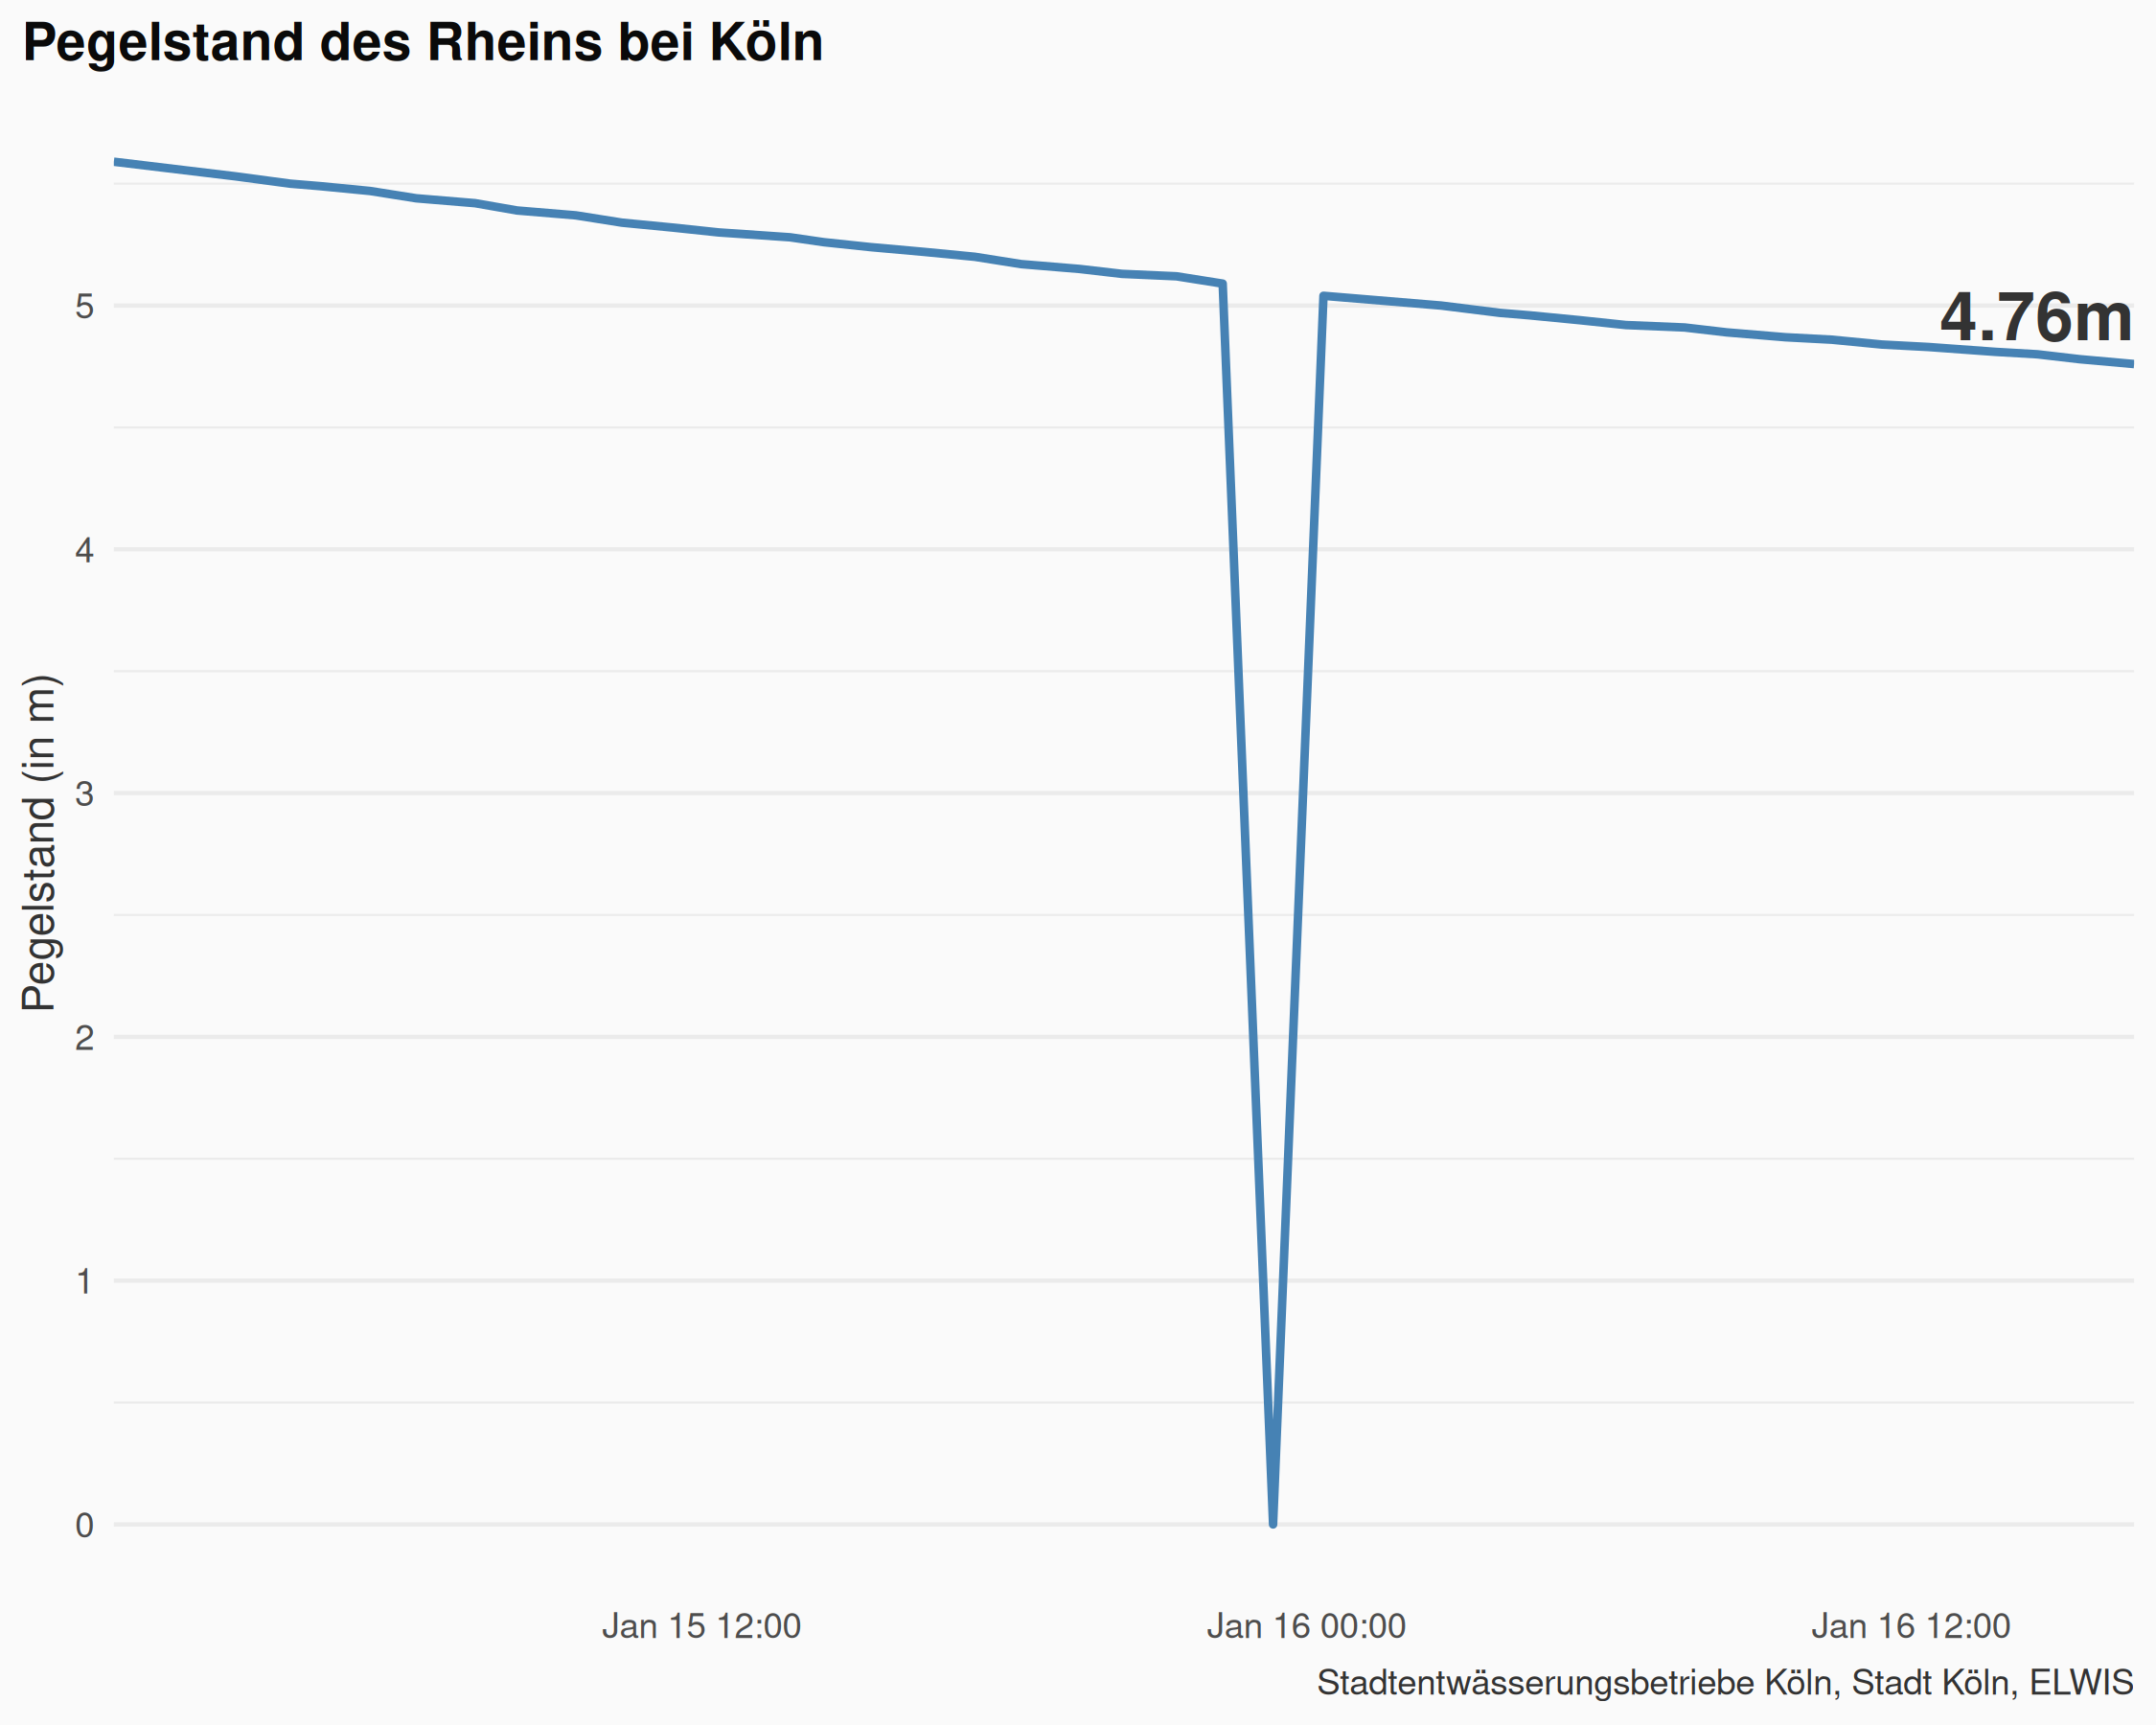 Pegelstand des Rheins bei Köln
Pegelstand (in m)
5
4
3
2
1
0
4.76m
Jan 15 12:00
Jan 16 00:00
Jan 16 12:00
Stadtentwässerungsbetriebe Köln, Stadt Köln, ELWIS